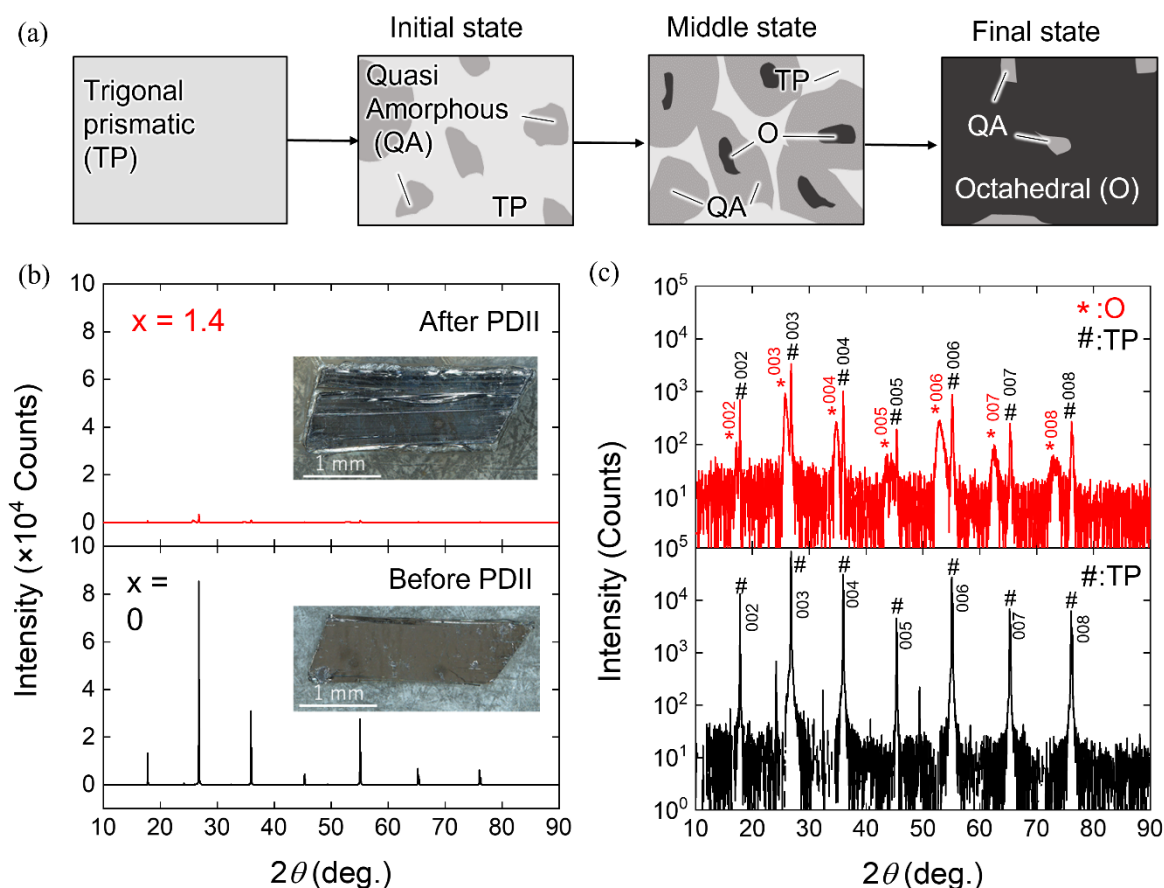 (a)
Initial state
Middle state
Final state
Trigonal
prismatic
(TP)
Quasi
Amorphous
(QA)
TP
TP
O
QA
QA
Octahedral (O)
(b)
Intensity (×10⁴ Counts)
10
8
6
4
2
0
x = 1.4
After PDII
1 mm
10
8
6
4
2
0
x =
0
Before PDII
1 mm
10 20 30 40 50 60 70 80 90
2θ (deg.)
(c)
Intensity (Counts)
10⁵
10⁴
10³
10²
10¹
10⁵
*:O
#:TP
*002
#002
*003
#003
*004
#004
*005
#005
*006
#006
*007
#007
*008
#008
10⁴
10³
10²
10¹
10⁰
#:TP
# 002
# 003
# 004
# 005
# 006
# 007
# 008
10 20 30 40 50 60 70 80 90
2θ (deg.)